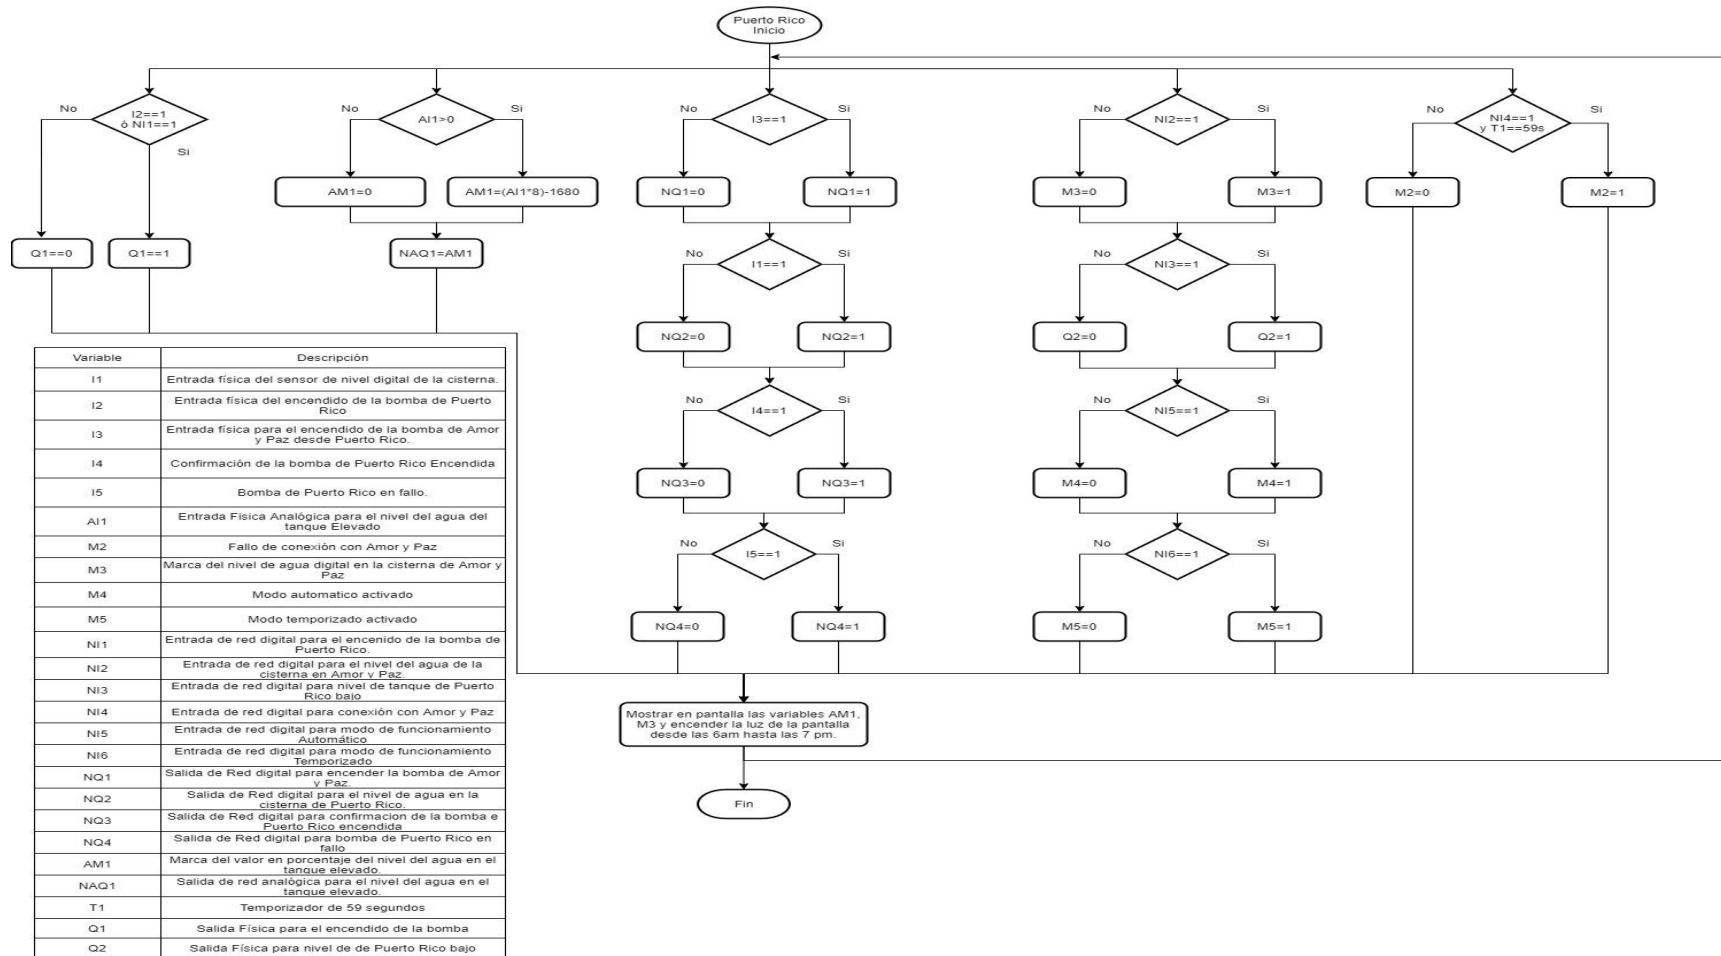 Puerto Rico
Inicio
No
I2==1
ó NI1==1
Si
Q1==0
Q1==1
No
AI1>0
Si
AM1=0
AM1=(AI1*8)-1680
NAQ1=AM1
No
I3==1
Si
NQ1=0
NQ1=1
No
I1==1
Si
NQ2=0
NQ2=1
No
I4==1
Si
NQ3=0
NQ3=1
No
I5==1
Si
NQ4=0
NQ4=1
No
NI2==1
Si
M3=0
M3=1
No
NI3==1
Si
Q2=0
Q2=1
No
NI5==1
Si
M4=0
M4=1
No
NI6==1
Si
M5=0
M5=1
No
NI4==1
y T1==59s
Si
M2=0
M2=1
Mostrar en pantalla las variables AM1,
M3 y encender la luz de la pantalla
desde las 6am hasta las 7 pm.
Fin
Variable
Descripción
I1
Entrada física del sensor de nivel digital de la cisterna.
I2
Entrada física del encendido de la bomba de Puerto
Rico
I3
Entrada física para el encendido de la bomba de Amor
y Paz desde Puerto Rico.
I4
Confirmación de la bomba de Puerto Rico Encendida
I5
Bomba de Puerto Rico en fallo.
AI1
Entrada Fisica Analógica para el nivel del agua del
tanque Elevado
M2
Fallo de conexión con Amor y Paz
M3
Marca del nivel de agua digital en la cisterna de Amor y
Paz
M4
Modo automatico activado
M5
Modo temporizado activado
NI1
Entrada de red digital para el encenido de la bomba de
Puerto Rico.
NI2
Entrada de red digital para el nivel del agua de la
cisterna en Amor y Paz.
NI3
Entrada de red digital para nivel de tanque de Puerto
Rico bajo
NI4
Entrada de red digital para conexión con Amor y Paz
NI5
Entrada de red digital para modo de funcionamiento
Automático
NI6
Entrada de red digital para modo de funcionamiento
Temporizado
NQ1
Salida de Red digital para encender la bomba de Amor
y Paz.
NQ2
Salida de Red digital para el nivel de agua en la
cisterna de Puerto Rico.
NQ3
Salida de Red digital para confirmacion de la bomba e
Puerto Rico encendida
NQ4
Salida de Red digital para bomba de Puerto Rico en
fallo
AM1
Marca del valor en porcentaje del nivel del agua en el
tanque elevado.
NAQ1
Salida de red analógica para el nivel del agua en el
tanque elevado.
T1
Temporizador de 59 segundos
Q1
Salida Física para el encendido de la bomba
Q2
Salida Física para nivel de de Puerto Rico bajo